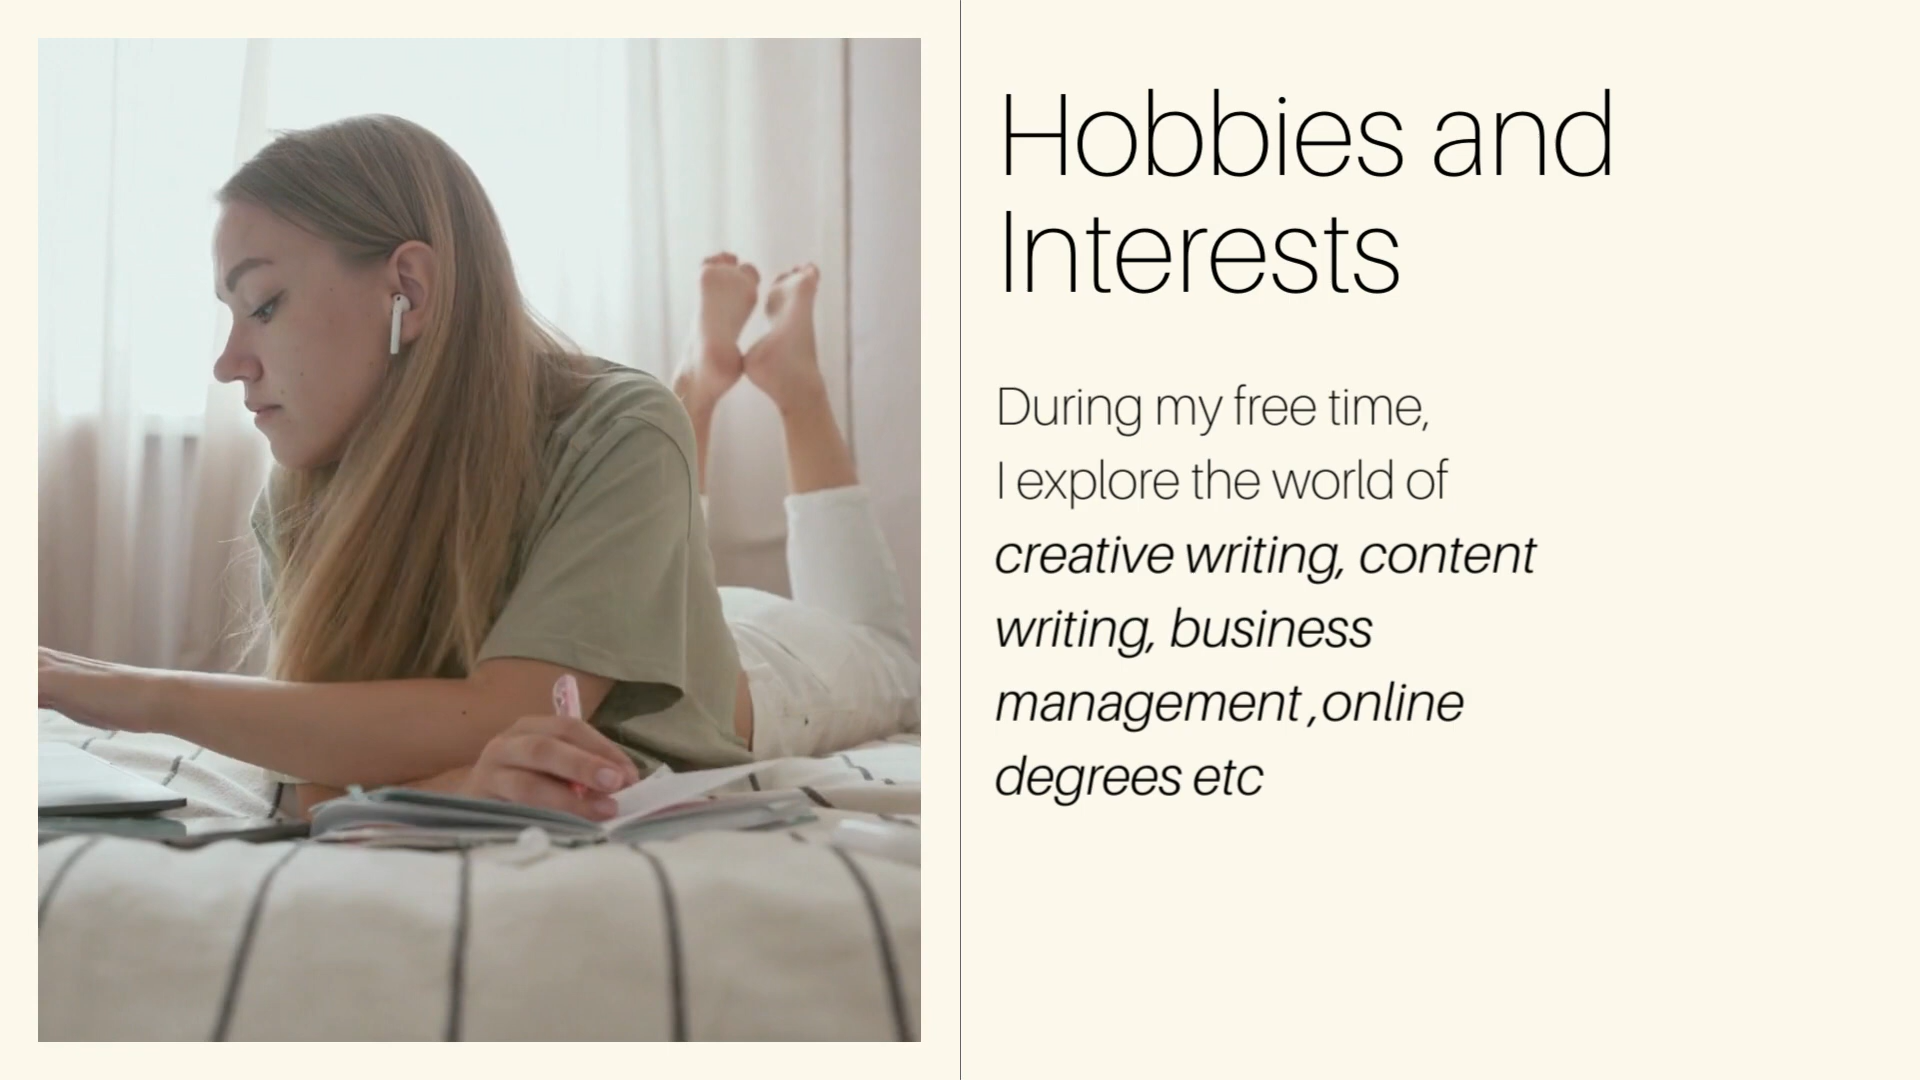 Hobbies and
Interests
During my free time,
I explore the world of
creative writing, content
writing, business
management ,online
degrees etc